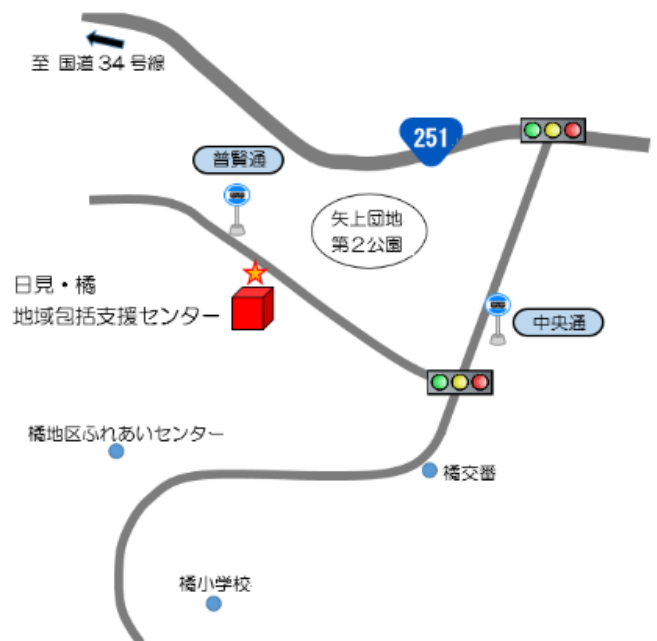 至 国道34号線
251
普賢通
矢上団地
第2公園
日見・橘
地域包括支援センター
中央通
橘地区ふれあいセンター
橘交番
橘小学校